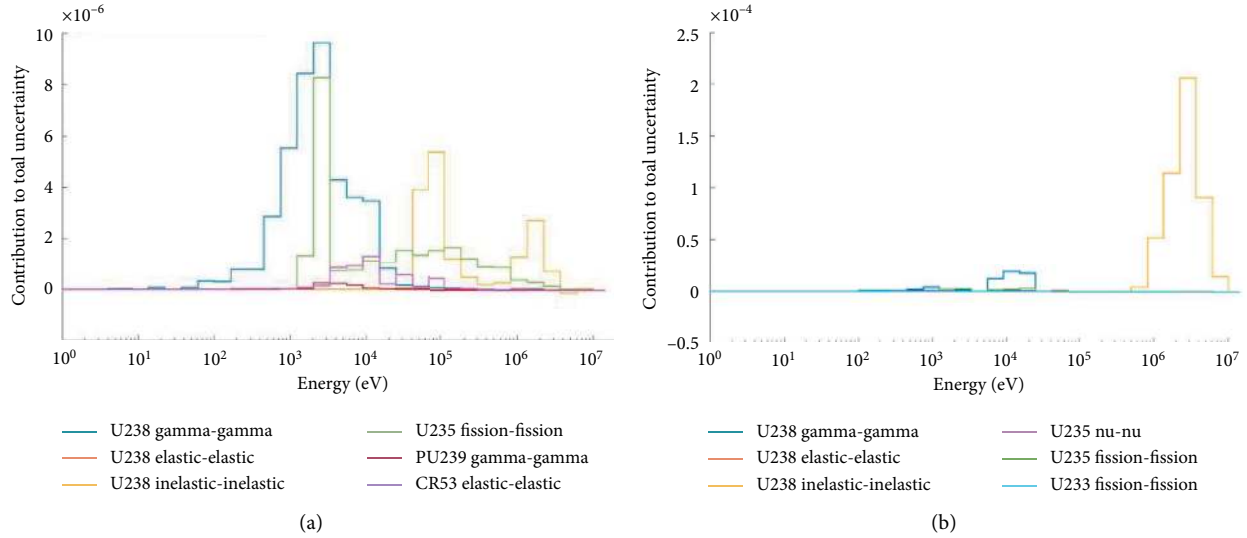 ×10⁻⁶
10
8
6
4
2
0
Contribution to toal uncertainty
10⁰ 10¹ 10² 10³ 10⁴ 10⁵ 10⁶ 10⁷
Energy (eV)
U238 gamma-gamma
U238 elastic-elastic
U238 inelastic-inelastic
U235 fission-fission
PU239 gamma-gamma
CR53 elastic-elastic
(a)
×10⁻⁴
2.5
2
1.5
1
0.5
0
−0.5
Contribution to toal uncertainty
10⁰ 10¹ 10² 10³ 10⁴ 10⁵ 10⁶ 10⁷
Energy (eV)
U238 gamma-gamma
U238 elastic-elastic
U238 inelastic-inelastic
U235 nu-nu
U235 fission-fission
U233 fission-fission
(b)